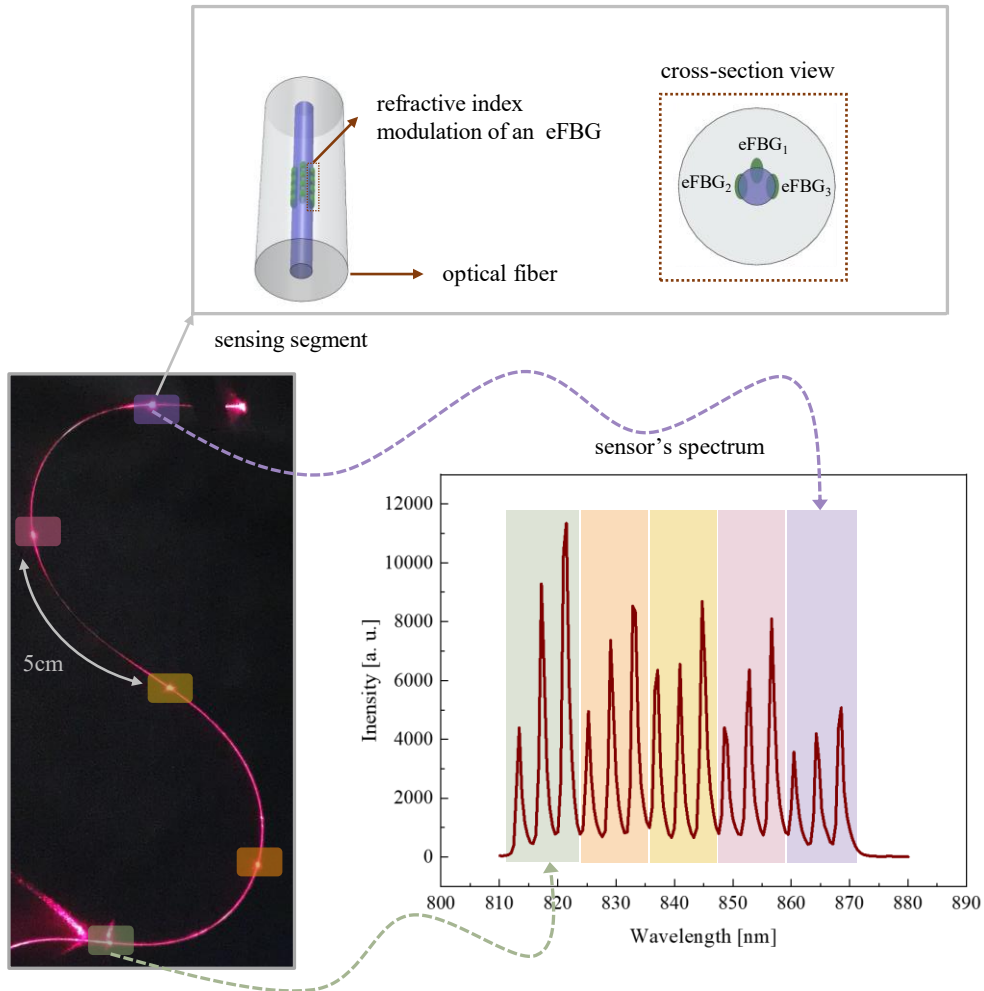 cross-section view
refractive index
modulation of an eFBG
eFBG1
eFBG2
eFBG3
optical fiber
sensing segment
5cm
sensor's spectrum
12000
10000
8000
6000
4000
2000
0
Inensity [a. u.]
800 810 820 830 840 850 860 870 880 890
Wavelength [nm]